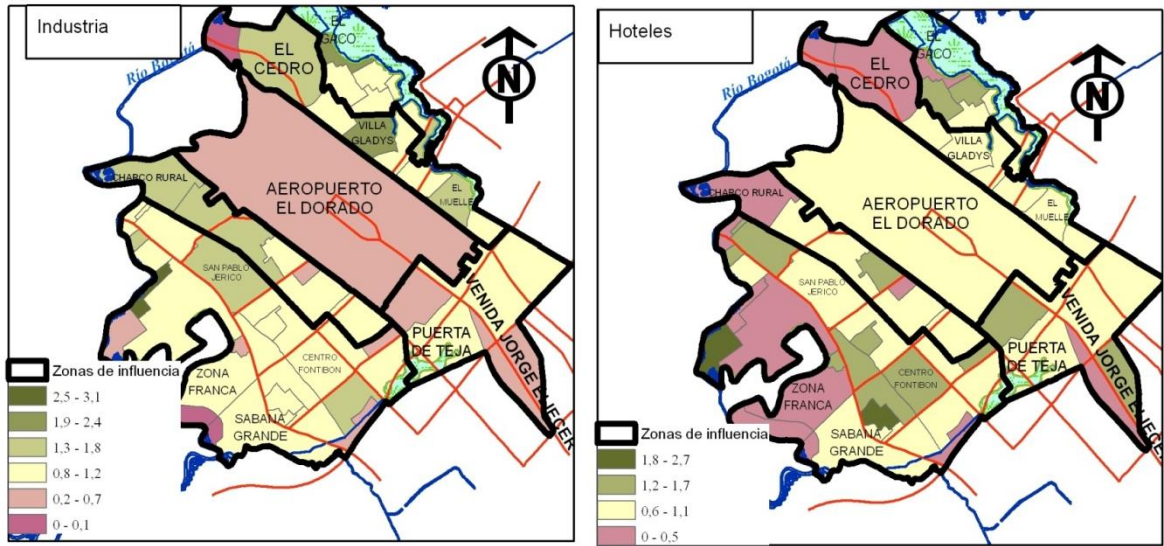 Industria
Río Bogotá
EL
CEDRO
EL
GACO
N
VILLA
GLADYS
CHARCO RURAL
AEROPUERTO
EL DORADO
EL
MUELLE
SAN PABLO
JERICO
VENIDA JORGE ELIECER
PUERTA
DE TEJA
ZONA
FRANCA
CENTRO
FONTIBON
SABANA
GRANDE
Zonas de influencia
2,5 - 3,1
1,9 - 2,4
1,3 - 1,8
0,8 - 1,2
0,2 - 0,7
0 - 0,1
Hoteles
Río Bogotá
EL
CEDRO
EL
GACO
N
VILLA
GLADYS
CHARCO RURAL
AEROPUERTO
EL DORADO
EL
MUELLE
SAN PABLO
JERICO
VENIDA JORGE ELIECER
PUERTA
DE TEJA
ZONA
FRANCA
CENTRO
FONTIBON
SABANA
GRANDE
Zonas de influencia
1,8 - 2,7
1,2 - 1,7
0,6 - 1,1
0 - 0,5